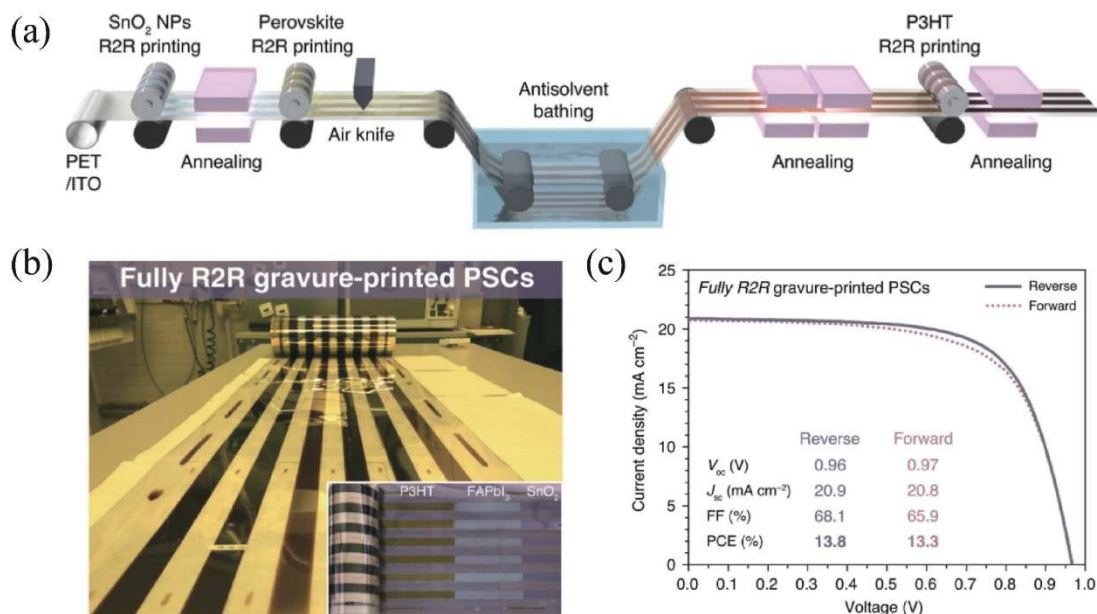 (a)
SnO2 NPs
R2R printing
Perovskite
R2R printing
P3HT
R2R printing
Antisolvent
bathing
Air knife
PET
/ITO
Annealing
Annealing
Annealing
(b)
Fully R2R gravure-printed PSCs
P3HT FAPbI3 SnO2
(c)
Fully R2R gravure-printed PSCs
Reverse
Forward
Current density (mA cm−2)
25
20
15
10
5
0
Reverse Forward
Voc (V) 0.96 0.97
Jsc (mA cm−2) 20.9 20.8
FF (%) 68.1 65.9
PCE (%) 13.8 13.3
0.0 0.1 0.2 0.3 0.4 0.5 0.6 0.7 0.8 0.9 1.0
Voltage (V)